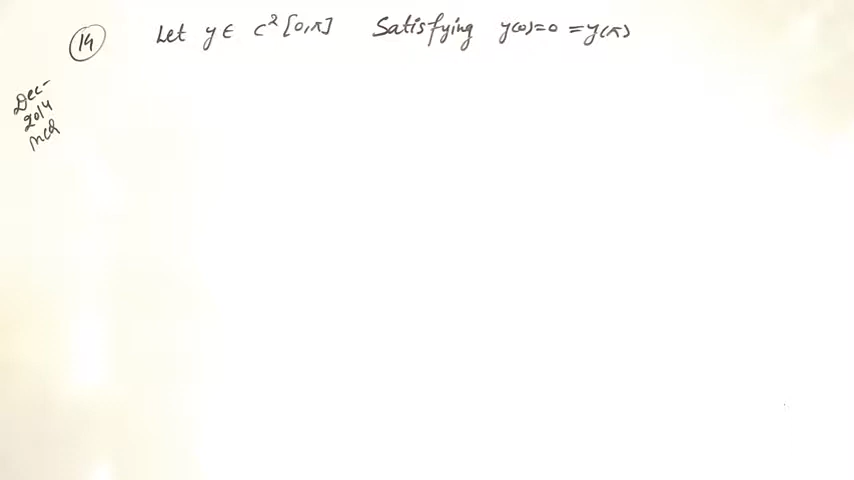 14 Let y ∈ C² [0,π] Satisfying y(0)=0 =y(π)
Dec-
2014
MCQ